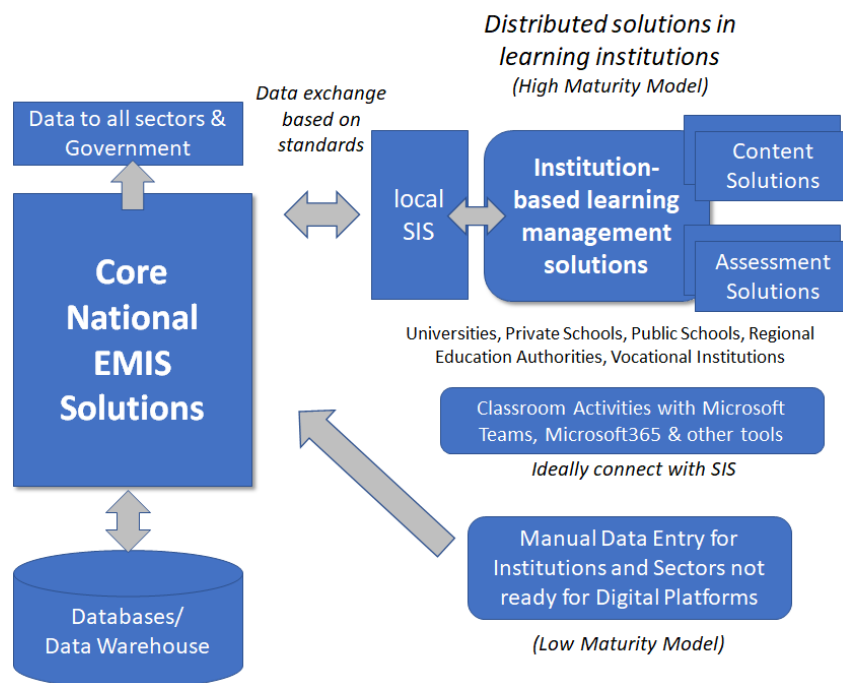 Distributed solutions in
learning institutions
(High Maturity Model)
Data exchange
based on
standards
Data to all sectors &
Government
local
SIS
Institution-
based learning
management
solutions
Content
Solutions
Assessment
Solutions
Core
National
EMIS
Solutions
Universities, Private Schools, Public Schools, Regional
Education Authorities, Vocational Institutions
Classroom Activities with Microsoft
Teams, Microsoft365 & other tools
Ideally connect with SIS
Manual Data Entry for
Institutions and Sectors not
ready for Digital Platforms
(Low Maturity Model)
Databases/
Data Warehouse